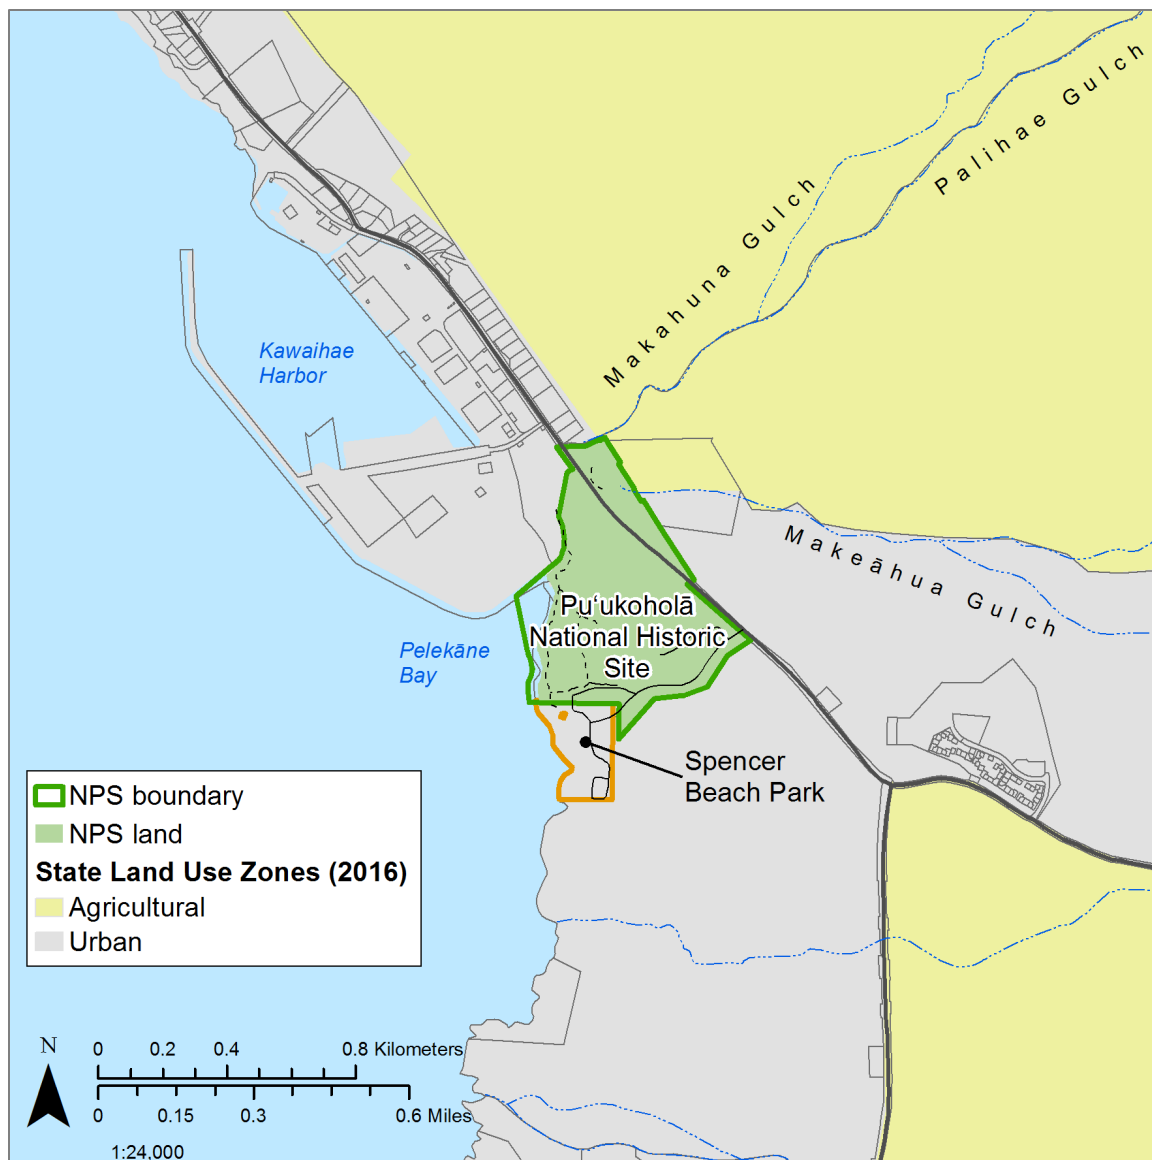 Palihae Gulch
Makahuna Gulch
Kawaihae
Harbor
Makeāhua Gulch
Pu‘ukoholā
National Historic
Site
Pelekāne
Bay
Spencer
Beach Park
NPS boundary
NPS land
State Land Use Zones (2016)
Agricultural
Urban
N
0 0.2 0.4 0.8 Kilometers
0 0.15 0.3 0.6 Miles
1:24,000